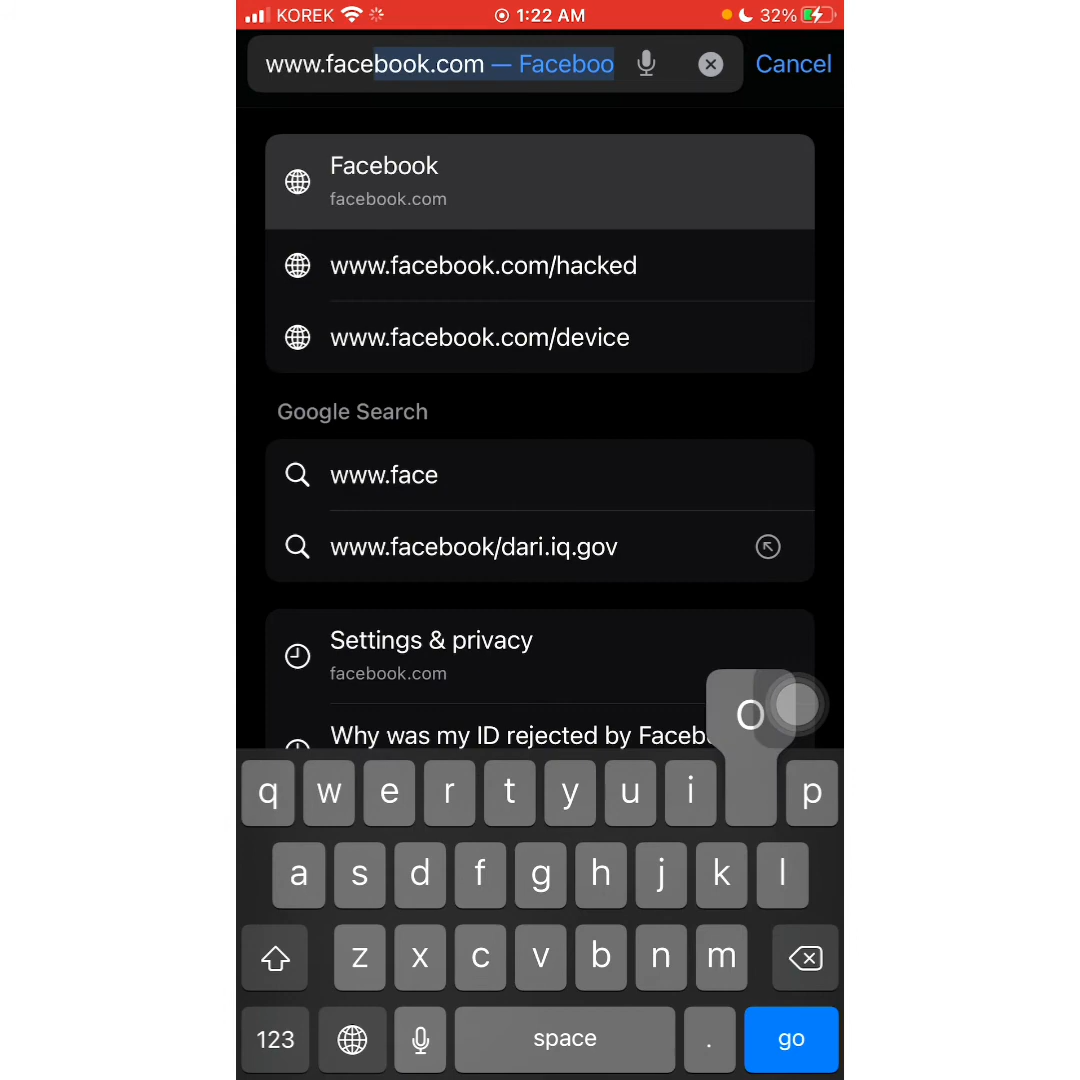 KOREK 1:22 AM 32%
www.facebook.com — Faceboo Cancel
Facebook
facebook.com
www.facebook.com/hacked
www.facebook.com/device
Google Search
www.face
www.facebook/dari.iq.gov
Settings & privacy
facebook.com
Why was my ID rejected by Faceb
O
q w e r t y u i p
a s d f g h j k l
z x c v b n m
123 space . go